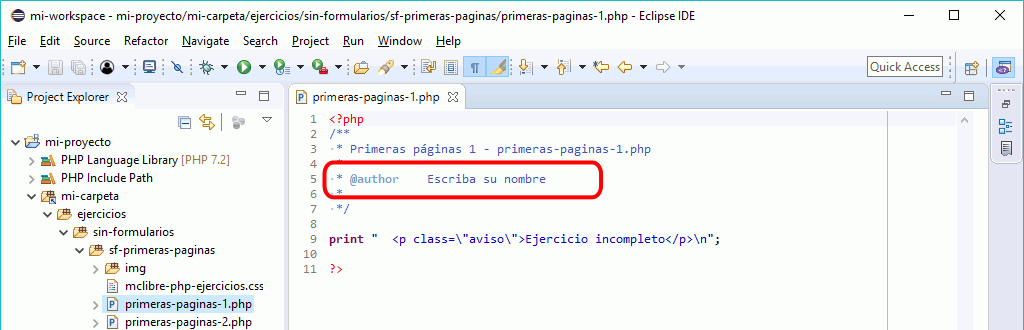 mi-workspace - mi-proyecto/mi-carpeta/ejercicios/sin-formularios/sf-primeras-paginas/primeras-paginas-1.php - Eclipse IDE
File Edit Source Refactor Navigate Search Project Run Window Help
Quick Access
Project Explorer
mi-proyecto
PHP Language Library [PHP 7.2]
PHP Include Path
mi-carpeta
ejercicios
sin-formularios
sf-primeras-paginas
img
mclibre-php-ejercicios.css
primeras-paginas-1.php
primeras-paginas-2.php
primeras-paginas-1.php
1 <?php
2 /**
3 * Primeras páginas 1 - primeras-paginas-1.php
4 *
5 * @author Escriba su nombre
6 *
7 */
8
9 print "  <p class=\"aviso\">Ejercicio incompleto</p>\n";
10
11 ?>